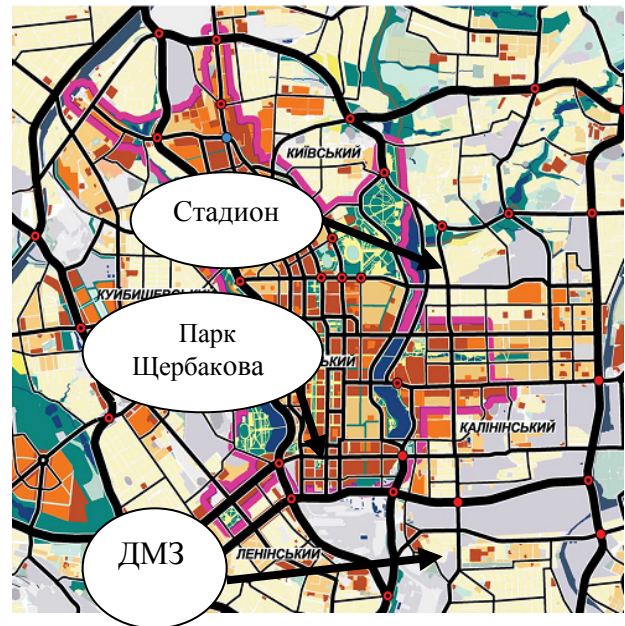 КИЇВСЬКИЙ
Стадион
КУЙБИШЕВСЬКИЙ
Парк
Щербакова
КАЛІНІНСЬКИЙ
ДМЗ
ЛЕНІНСЬКИЙ